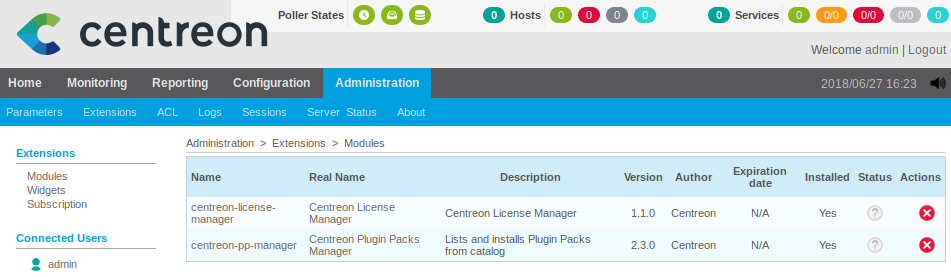 centreon
Poller States
0 Hosts 0 0 0 0
0 Services 0 0/0 0/0 0/0 0
Welcome admin | Logout
Home Monitoring Reporting Configuration Administration 2018/06/27 16:23
Parameters Extensions ACL Logs Sessions Server Status About
Extensions
Modules
Widgets
Subscription
Connected Users
admin
Administration > Extensions > Modules
Name Real Name Description Version Author Expiration date Installed Status Actions
centreon-license-manager Centreon License Manager Centreon License Manager 1.1.0 Centreon N/A Yes ?
centreon-pp-manager Centreon Plugin Packs Manager Lists and installs Plugin Packs from catalog 2.3.0 Centreon N/A Yes ?